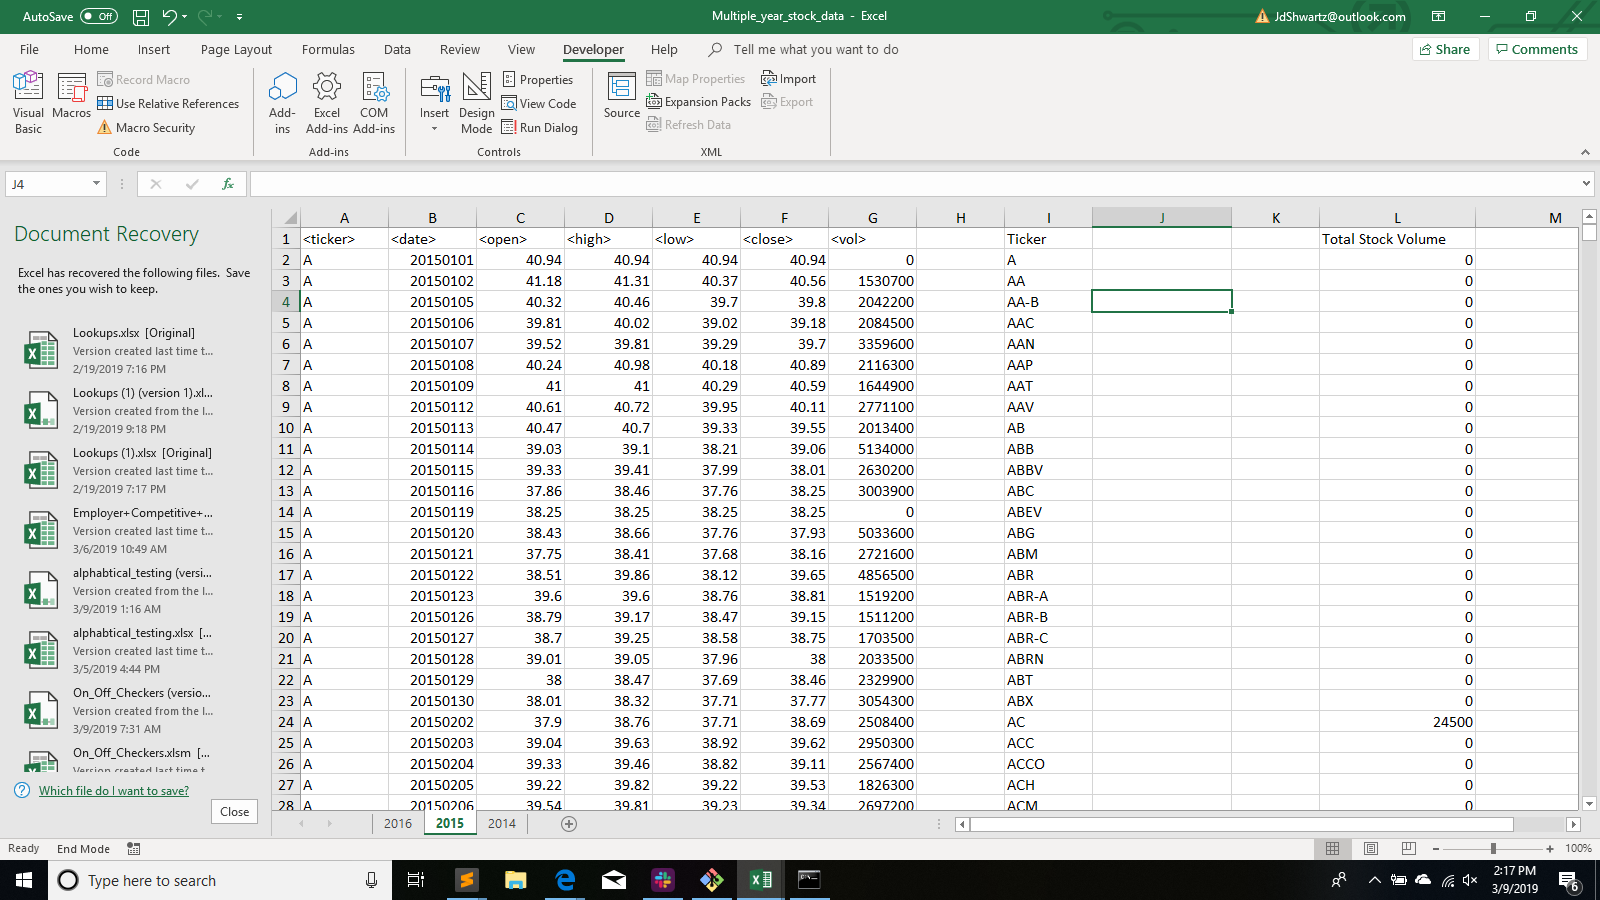 AutoSave Off
Multiple_year_stock_data - Excel
JdShwartz@outlook.com
File Home Insert Page Layout Formulas Data Review View Developer Help Tell me what you want to do
Share Comments
Visual Basic
Macros
Record Macro
Use Relative References
Macro Security
Code
Add-ins
Excel Add-ins
COM Add-ins
Add-ins
Insert
Design Mode
Properties
View Code
Run Dialog
Controls
Source
Map Properties
Expansion Packs
Refresh Data
Import
Export
XML
J4
fx
Document Recovery
Excel has recovered the following files. Save
the ones you wish to keep.
Lookups.xlsx [Original]
Version created last time t...
2/19/2019 7:16 PM
Lookups (1) (version 1).xl...
Version created from the l...
2/19/2019 9:18 PM
Lookups (1).xlsx [Original]
Version created last time t...
2/19/2019 7:17 PM
Employer+Competitive+...
Version created last time t...
3/6/2019 10:49 AM
alphabtical_testing (versi...
Version created from the l...
3/9/2019 1:16 AM
alphabtical_testing.xlsx [...
Version created last time t...
3/5/2019 4:44 PM
On_Off_Checkers (versio...
Version created from the l...
3/9/2019 7:31 AM
On_Off_Checkers.xlsm [...
Version created last time t
Which file do I want to save?
Close
A B C D E F G H I J K L M
1 <ticker> <date> <open> <high> <low> <close> <vol> Ticker Total Stock Volume
2 A 20150101 40.94 40.94 40.94 40.94 0 A 0
3 A 20150102 41.18 41.31 40.37 40.56 1530700 AA 0
4 A 20150105 40.32 40.46 39.7 39.8 2042200 AA-B 0
5 A 20150106 39.81 40.02 39.02 39.18 2084500 AAC 0
6 A 20150107 39.52 39.81 39.29 39.7 3359600 AAN 0
7 A 20150108 40.24 40.98 40.18 40.89 2116300 AAP 0
8 A 20150109 41 41 40.29 40.59 1644900 AAT 0
9 A 20150112 40.61 40.72 39.95 40.11 2771100 AAV 0
10 A 20150113 40.47 40.7 39.33 39.55 2013400 AB 0
11 A 20150114 39.03 39.1 38.21 39.06 5134000 ABB 0
12 A 20150115 39.33 39.41 37.99 38.01 2630200 ABBV 0
13 A 20150116 37.86 38.46 37.76 38.25 3003900 ABC 0
14 A 20150119 38.25 38.25 38.25 38.25 0 ABEV 0
15 A 20150120 38.43 38.66 37.76 37.93 5033600 ABG 0
16 A 20150121 37.75 38.41 37.68 38.16 2721600 ABM 0
17 A 20150122 38.51 39.86 38.12 39.65 4856500 ABR 0
18 A 20150123 39.6 39.6 38.76 38.81 1519200 ABR-A 0
19 A 20150126 38.79 39.17 38.47 39.15 1511200 ABR-B 0
20 A 20150127 38.7 39.25 38.58 38.75 1703500 ABR-C 0
21 A 20150128 39.01 39.05 37.96 38 2033500 ABRN 0
22 A 20150129 38 38.47 37.69 38.46 2329900 ABT 0
23 A 20150130 38.01 38.32 37.71 37.77 3054300 ABX 0
24 A 20150202 37.9 38.76 37.71 38.69 2508400 AC 24500
25 A 20150203 39.04 39.63 38.92 39.62 2950300 ACC 0
26 A 20150204 39.33 39.46 38.82 39.11 2567400 ACCO 0
27 A 20150205 39.22 39.82 39.22 39.53 1826300 ACH 0
28 A 20150206 39.54 39.81 39.23 39.34 2697200 ACM 0
2016 2015 2014
Ready End Mode
100%
Type here to search
2:17 PM
3/9/2019
6